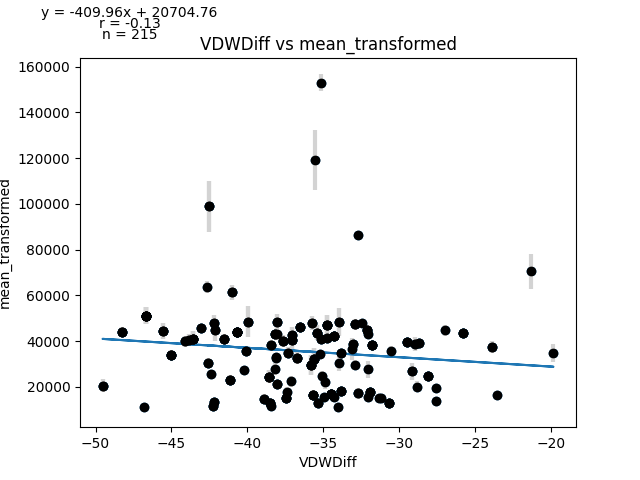 y = -409.96x + 20704.76
r = -0.13
n = 215
VDWDiff vs mean_transformed
160000
140000
120000
100000
80000
60000
40000
20000
mean_transformed
−50
−45
−40
−35
−30
−25
−20
VDWDiff